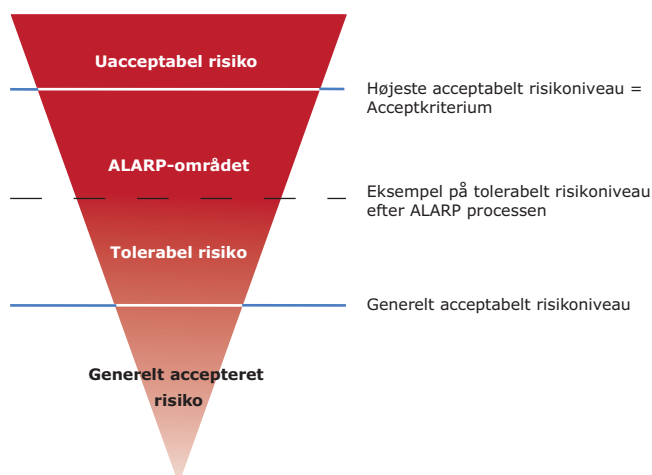 Uacceptabel risiko
Højeste acceptabelt risikoniveau =
Acceptkriterium
ALARP-området
Eksempel på tolerabelt risikoniveau
efter ALARP processen
Tolerabel risiko
Generelt acceptabelt risikoniveau
Generelt accepteret
risiko